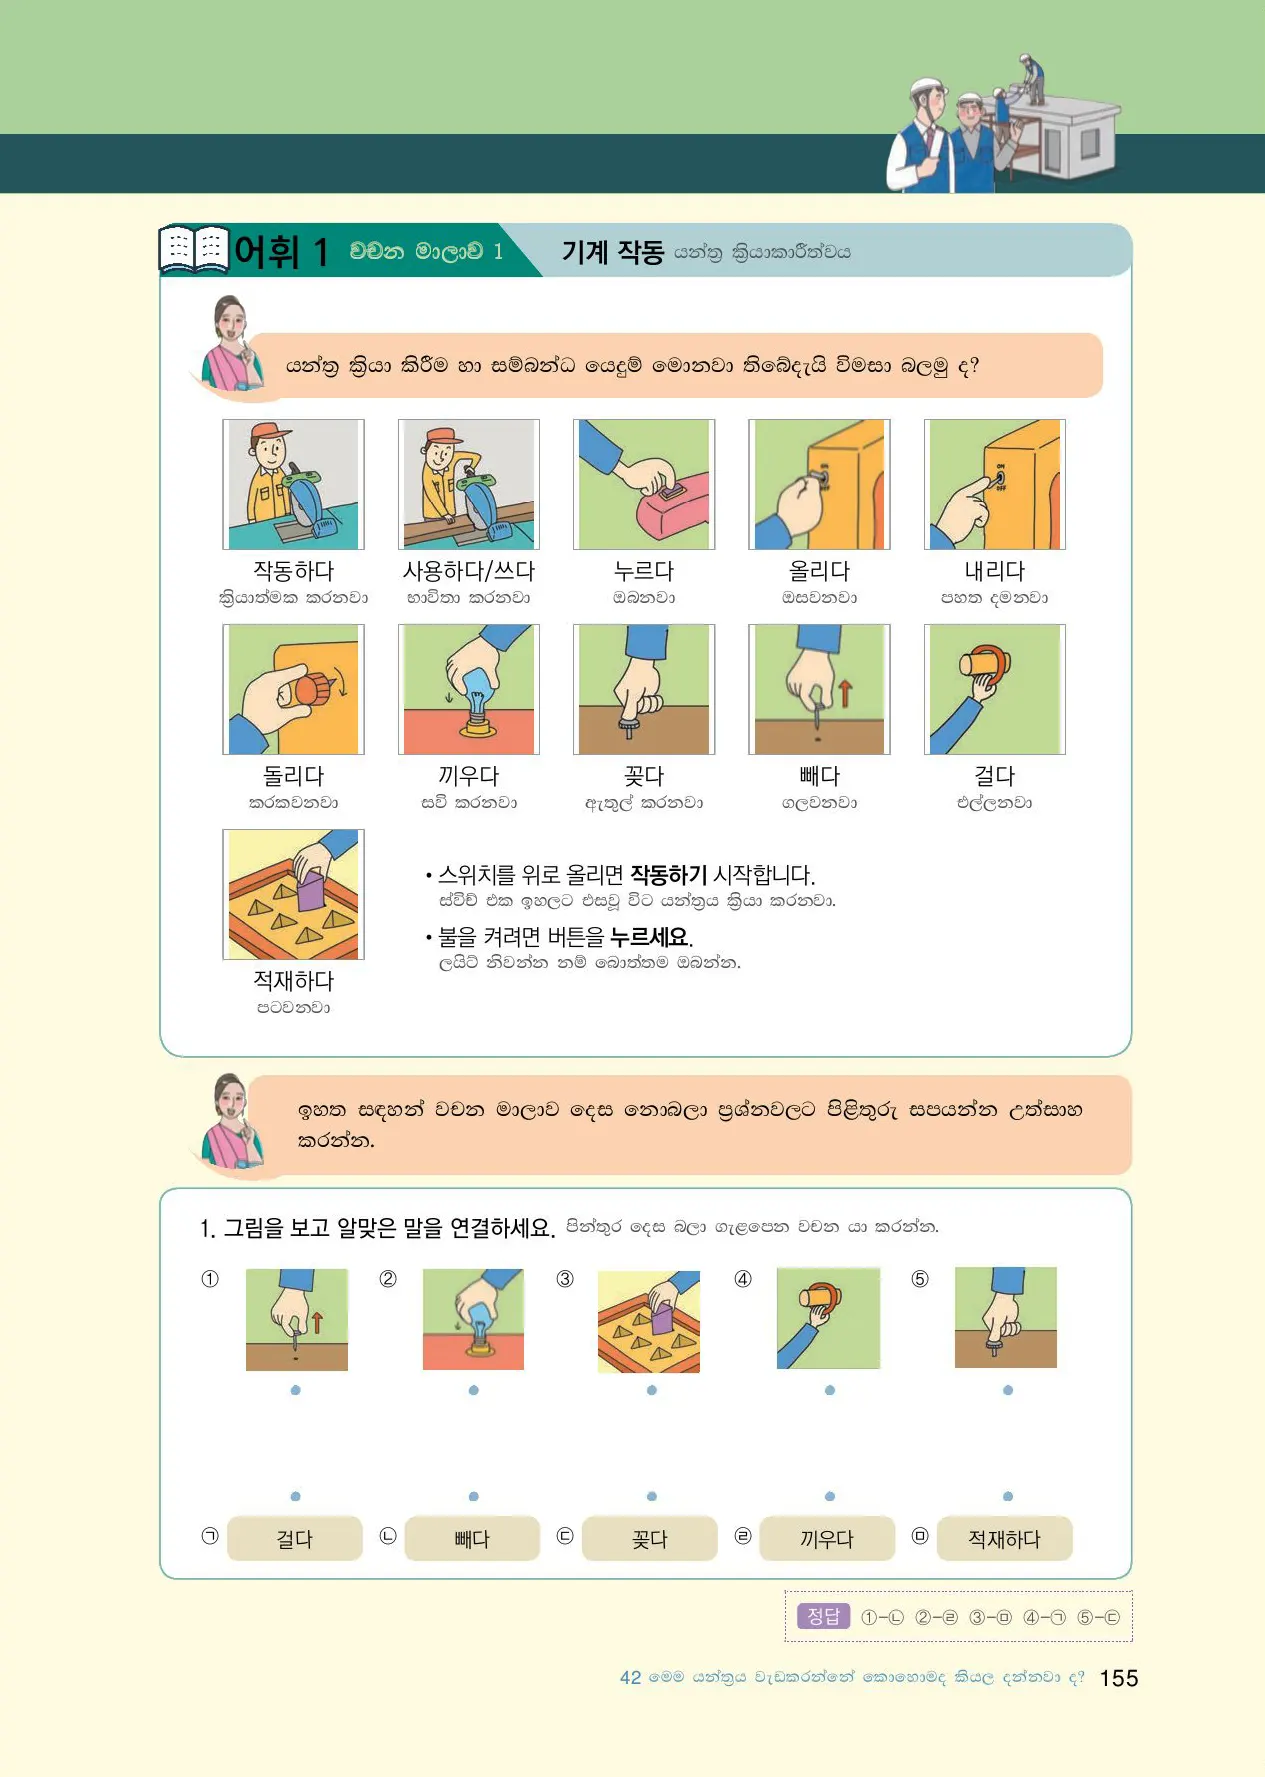 어휘 1 වචන මාලාව 1 기계 작동 යන්ත්‍ර ක්‍රියාකාරීත්වය
යන්ත්‍ර ක්‍රියා කිරීම හා සම්බන්ධ යෙදුම් මොනවා තිබේදැයි විමසා බලමු ද?
ON OFF ON OFF
작동하다 사용하다/쓰다 누르다 올리다 내리다
ක්‍රියාත්මක කරනවා භාවිතා කරනවා ඔබනවා ඔසවනවා පහත දමනවා
돌리다 끼우다 꽂다 빼다 걸다
කරකවනවා සවි කරනවා ඇතුල් කරනවා ගලවනවා එල්ලනවා
적재하다
පටවනවා
• 스위치를 위로 올리면 작동하기 시작합니다.
ස්විච් එක ඉහලට එසවූ විට යන්ත්‍රය ක්‍රියා කරනවා.
• 불을 켜려면 버튼을 누르세요.
ලයිට් නිවන්න නම් බොත්තම ඔබන්න.
ඉහත සඳහන් වචන මාලාව දෙස නොබලා ප්‍රශ්නවලට පිළිතුරු සපයන්න උත්සාහ
කරන්න.
1. 그림을 보고 알맞은 말을 연결하세요. පින්තූර දෙස බලා ගැළපෙන වචන යා කරන්න.
① ② ③ ④ ⑤
㉠ 걸다 ㉡ 빼다 ㉢ 꽂다 ㉣ 끼우다 ㉤ 적재하다
정답 ①-㉡ ②-㉣ ③-㉤ ④-㉠ ⑤-㉢
42 මෙම යන්ත්‍රය වැඩකරන්නේ කොහොමද කියල දන්නවා ද? 155